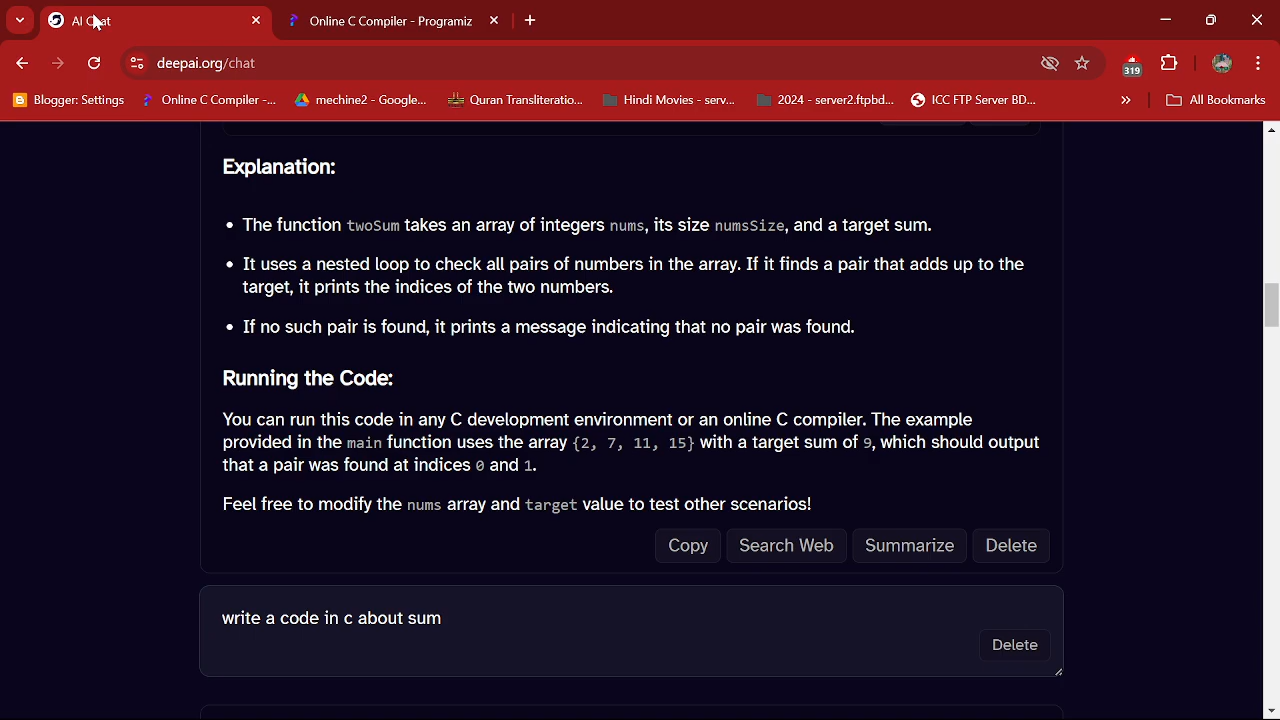 AI Chat
Online C Compiler - Programiz
deepai.org/chat
319
Blogger: Settings
Online C Compiler -...
mechine2 - Google...
Quran Transliteratio...
Hindi Movies - serv...
2024 - server2.ftpbd...
ICC FTP Server BD...
All Bookmarks
Explanation:
• The function twoSum takes an array of integers nums, its size numsSize, and a target sum.
• It uses a nested loop to check all pairs of numbers in the array. If it finds a pair that adds up to the
target, it prints the indices of the two numbers.
• If no such pair is found, it prints a message indicating that no pair was found.
Running the Code:
You can run this code in any C development environment or an online C compiler. The example
provided in the main function uses the array {2, 7, 11, 15} with a target sum of 9, which should output
that a pair was found at indices 0 and 1.
Feel free to modify the nums array and target value to test other scenarios!
Copy
Search Web
Summarize
Delete
write a code in c about sum
Delete